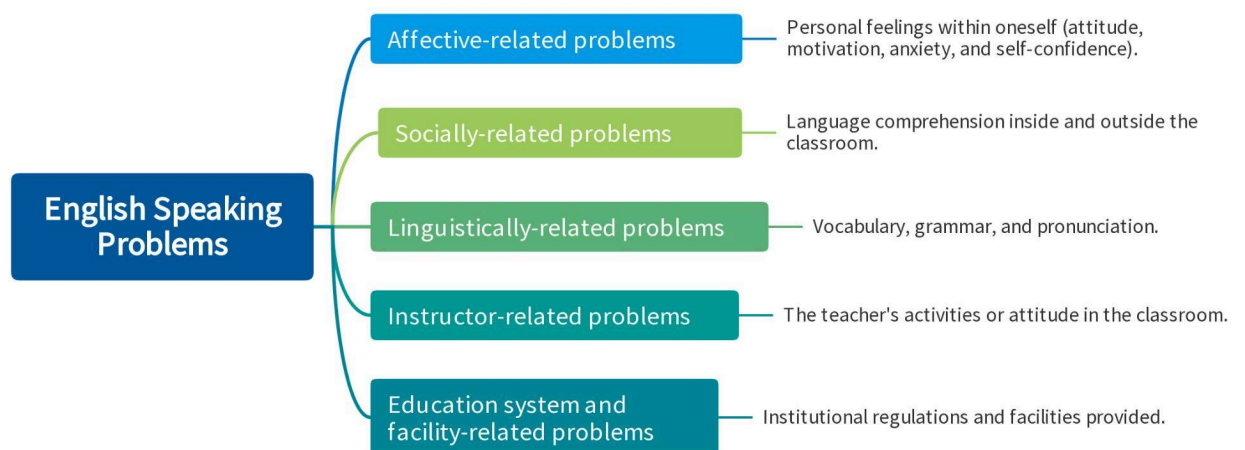 English Speaking
Problems
Affective-related problems
Personal feelings within oneself (attitude,
motivation, anxiety, and self-confidence).
Socially-related problems
Language comprehension inside and outside the
classroom.
Linguistically-related problems
Vocabulary, grammar, and pronunciation.
Instructor-related problems
The teacher's activities or attitude in the classroom.
Education system and
facility-related problems
Institutional regulations and facilities provided.